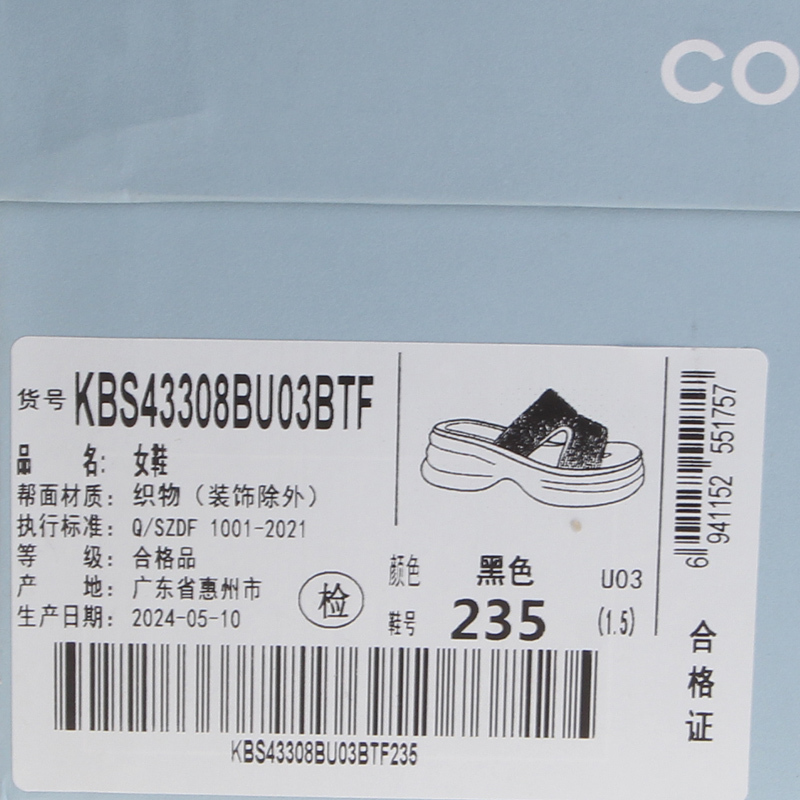 CO
货号 KBS43308BU03BTF
品 名: 女鞋
帮面材质: 织物（装饰除外）
执行标准: Q/SZDF 1001-2021
等 级: 合格品
产 地: 广东省惠州市
生产日期: 2024-05-10
检
颜色 黑色 U03
鞋号 235 (1.5)
KBS43308BU03BTF235
6 941152 551757
合格证